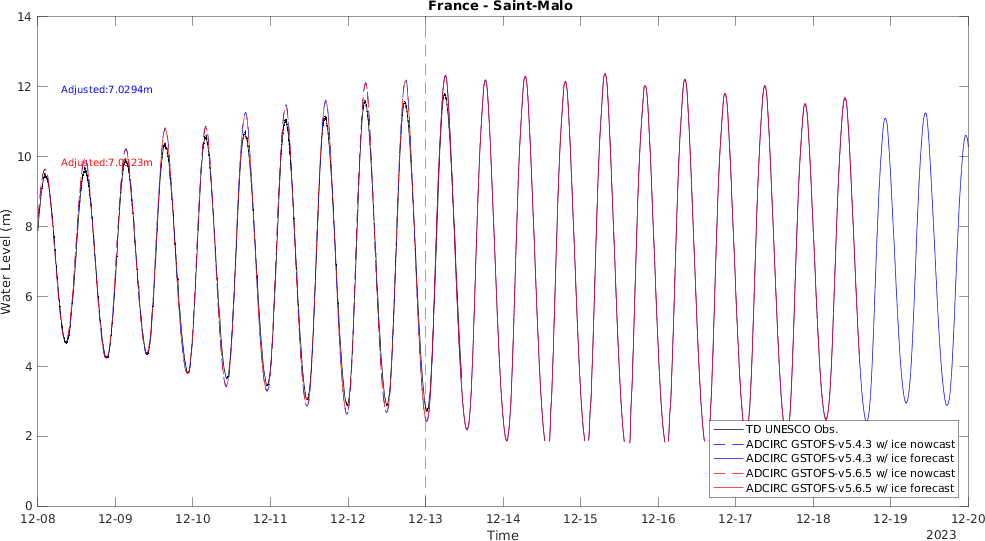 France - Saint-Malo
14
12
10
8
6
4
2
0
Water Level (m)
Adjusted:7.0294m
TD UNESCO Obs.
ADCIRC GSTOFS-v5.4.3 w/ ice nowcast
ADCIRC GSTOFS-v5.4.3 w/ ice forecast
ADCIRC GSTOFS-v5.6.5 w/ ice nowcast
ADCIRC GSTOFS-v5.6.5 w/ ice forecast
12-08 12-09 12-10 12-11 12-12 12-13 12-14 12-15 12-16 12-17 12-18 12-19 12-20
Time
2023